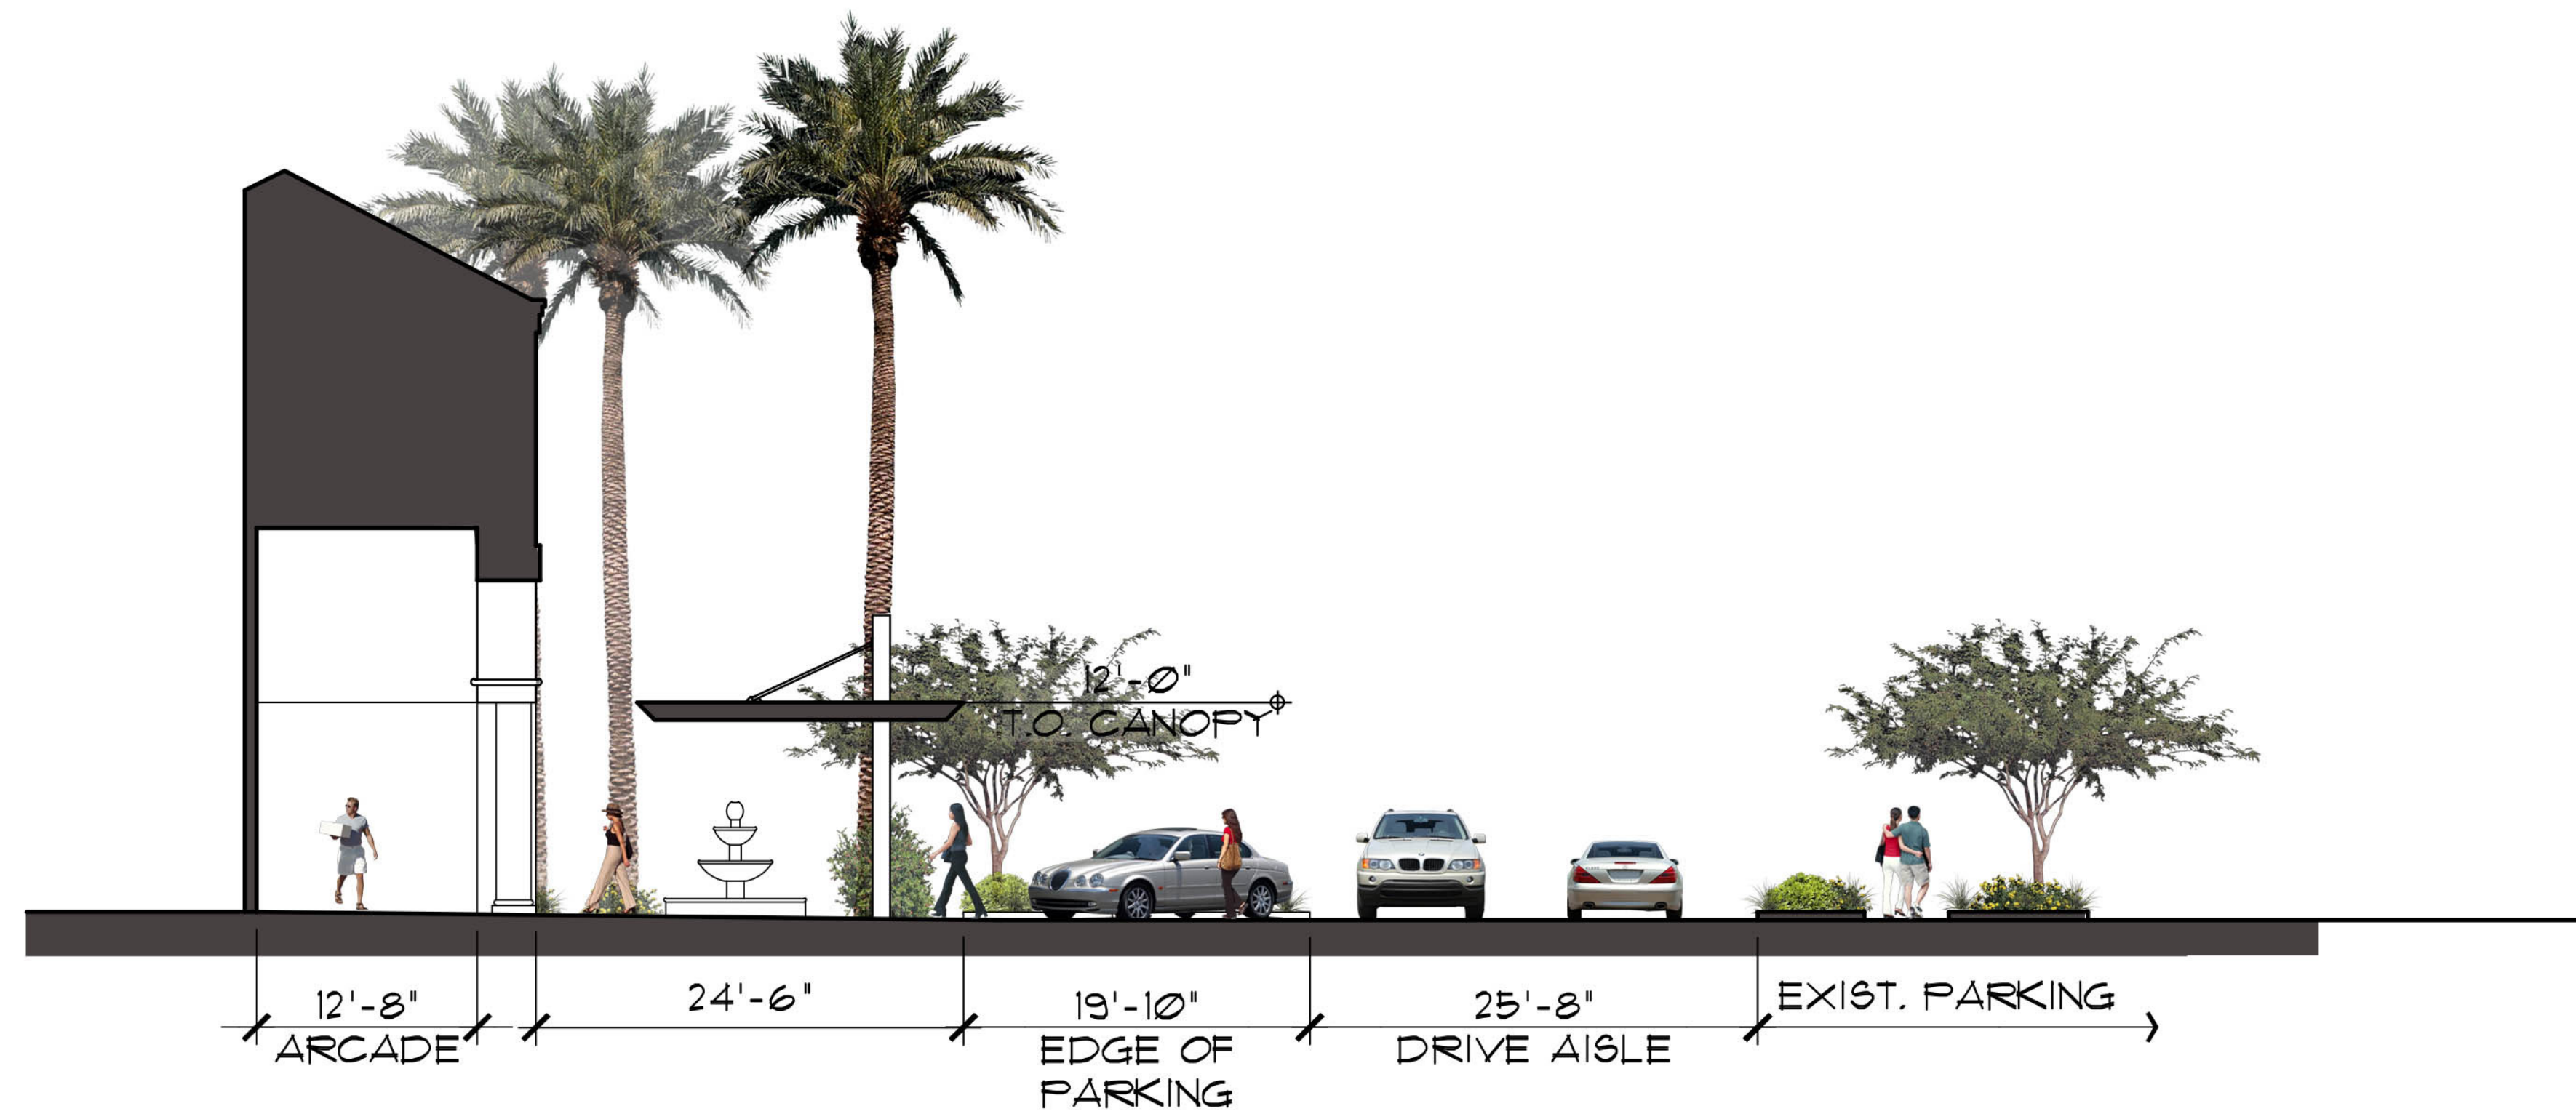 12'-0"
T.O. CANOPY
12'-8"
ARCADE
24'-6"
19'-10"
EDGE OF
PARKING
25'-8"
DRIVE AISLE
EXIST. PARKING